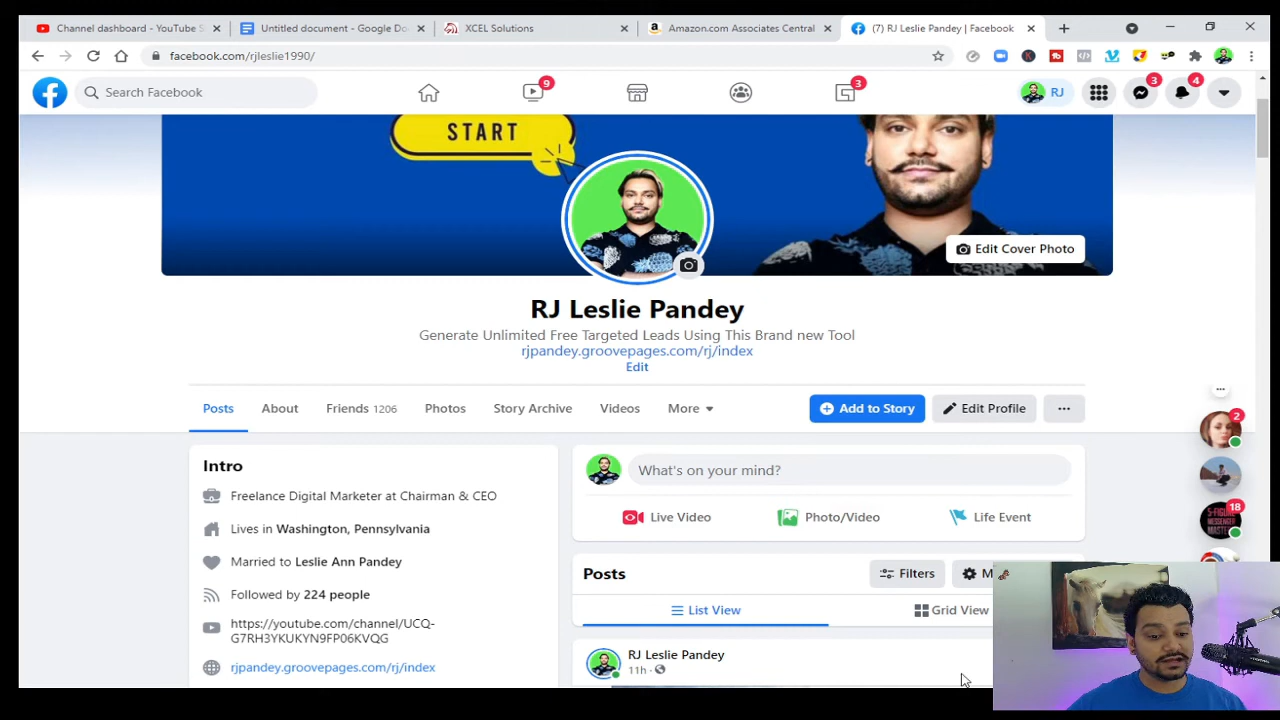 Channel dashboard - YouTube S
Untitled document - Google Do
XCEL Solutions
Amazon.com Associates Central
(7) RJ Leslie Pandey | Facebook
facebook.com/rjleslie1990/
Search Facebook
9
3
RJ
3
4
START
Edit Cover Photo
RJ Leslie Pandey
Generate Unlimited Free Targeted Leads Using This Brand new Tool
rjpandey.groovepages.com/rj/index
Edit
Posts
About
Friends 1206
Photos
Story Archive
Videos
More
Add to Story
Edit Profile
Intro
Freelance Digital Marketer at Chairman & CEO
Lives in Washington, Pennsylvania
Married to Leslie Ann Pandey
Followed by 224 people
https://youtube.com/channel/UCQ-
G7RH3YKUKYN9FP06KVQG
rjpandey.groovepages.com/rj/index
What's on your mind?
Live Video
Photo/Video
Life Event
Posts
Filters
M
List View
Grid View
RJ Leslie Pandey
11h ·
2
18
5-FIGURE
MESSENGER
MASTER